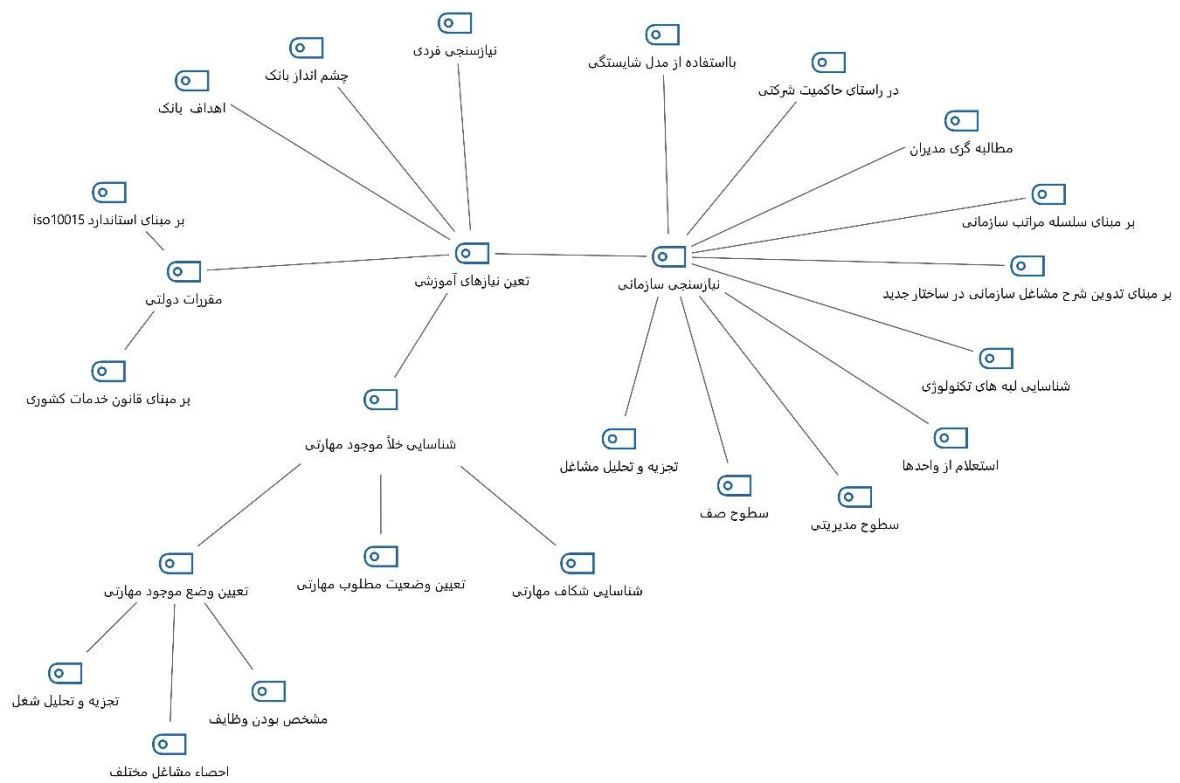 نیازسنجی فردی
بااستفاده از مدل شایستگی
چشم انداز بانک
در راستای حاکمیت شرکتی
اهداف بانک
مطالبه گری مدیران
بر مبنای استاندارد iso10015
بر مبنای سلسله مراتب سازمانی
تعین نیازهای آموزشی
نیازسنجی سازمانی
بر مبنای تدوین شرح مشاغل سازمانی در ساختار جدید
مقررات دولتی
شناسایی لبه های تکنولوژی
بر مبنای قانون خدمات کشوری
شناسایی خلأ موجود مهارتی
تجزیه و تحلیل مشاغل
استعلام از واحدها
سطوح صف
سطوح مدیریتی
تعیین وضع موجود مهارتی
تعیین وضعیت مطلوب مهارتی
شناسایی شکاف مهارتی
تجزیه و تحلیل شغل
مشخص بودن وظایف
احصاء مشاغل مختلف